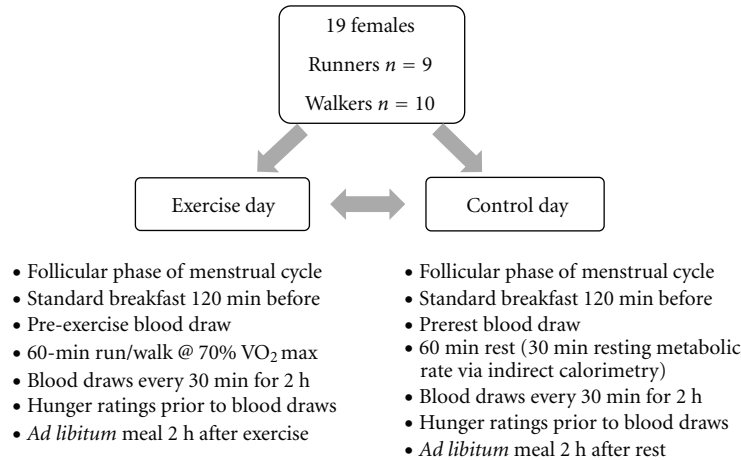 19 females
Runners n = 9
Walkers n = 10
Exercise day
Control day
• Follicular phase of menstrual cycle
• Standard breakfast 120 min before
• Pre-exercise blood draw
• 60-min run/walk @ 70% VO₂ max
• Blood draws every 30 min for 2 h
• Hunger ratings prior to blood draws
• Ad libitum meal 2 h after exercise
• Follicular phase of menstrual cycle
• Standard breakfast 120 min before
• Prerest blood draw
• 60 min rest (30 min resting metabolic
rate via indirect calorimetry)
• Blood draws every 30 min for 2 h
• Hunger ratings prior to blood draws
• Ad libitum meal 2 h after rest